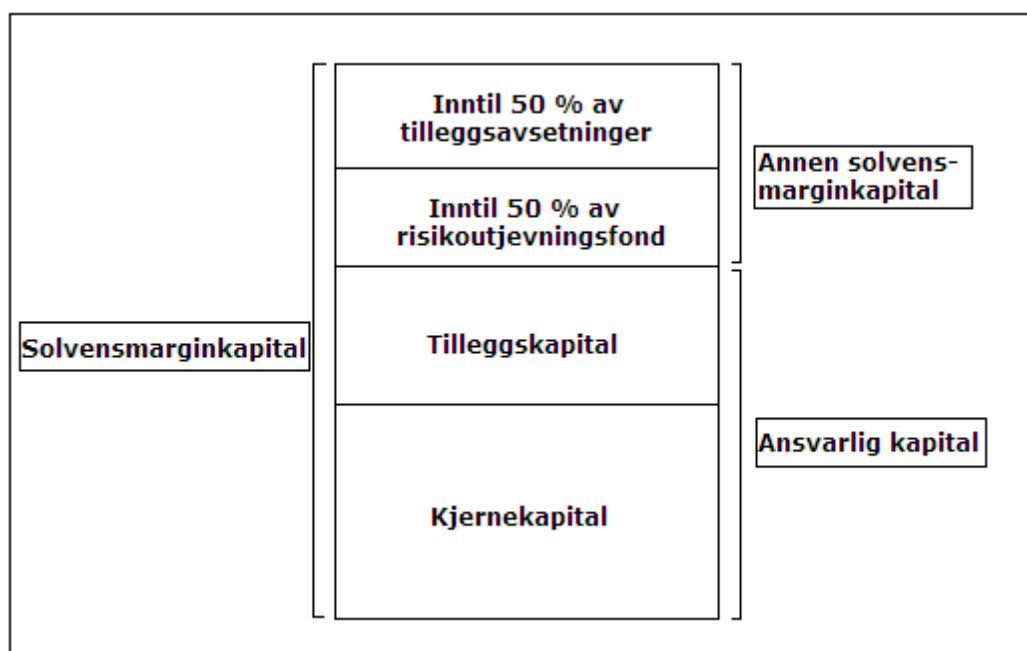 Inntil 50 % av
tilleggsavsetninger
Annen solvens-
marginkapital
Inntil 50 % av
risikoutjevningsfond
Solvensmarginkapital
Tilleggskapital
Ansvarlig kapital
Kjernekapital